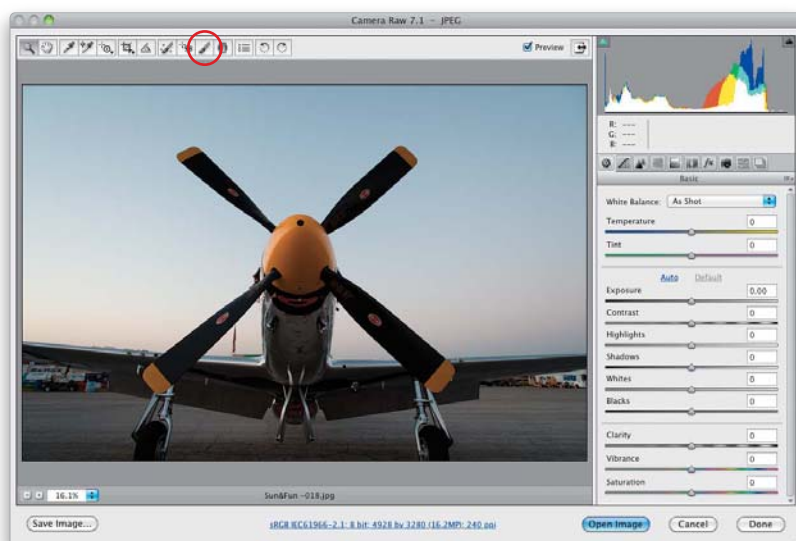 Camera Raw 7.1 – JPEG
Preview
R: ---
G: ---
B: ---
Basic
White Balance: As Shot
Temperature 0
Tint 0
Auto Default
Exposure 0.00
Contrast 0
Highlights 0
Shadows 0
Whites 0
Blacks 0
Clarity 0
Vibrance 0
Saturation 0
16.1% Sun&Fun -018.jpg
Save Image... sRGB IEC61966-2.1; 8 bit; 4928 by 3280 (16.2MP); 240 ppi Open Image Cancel Done